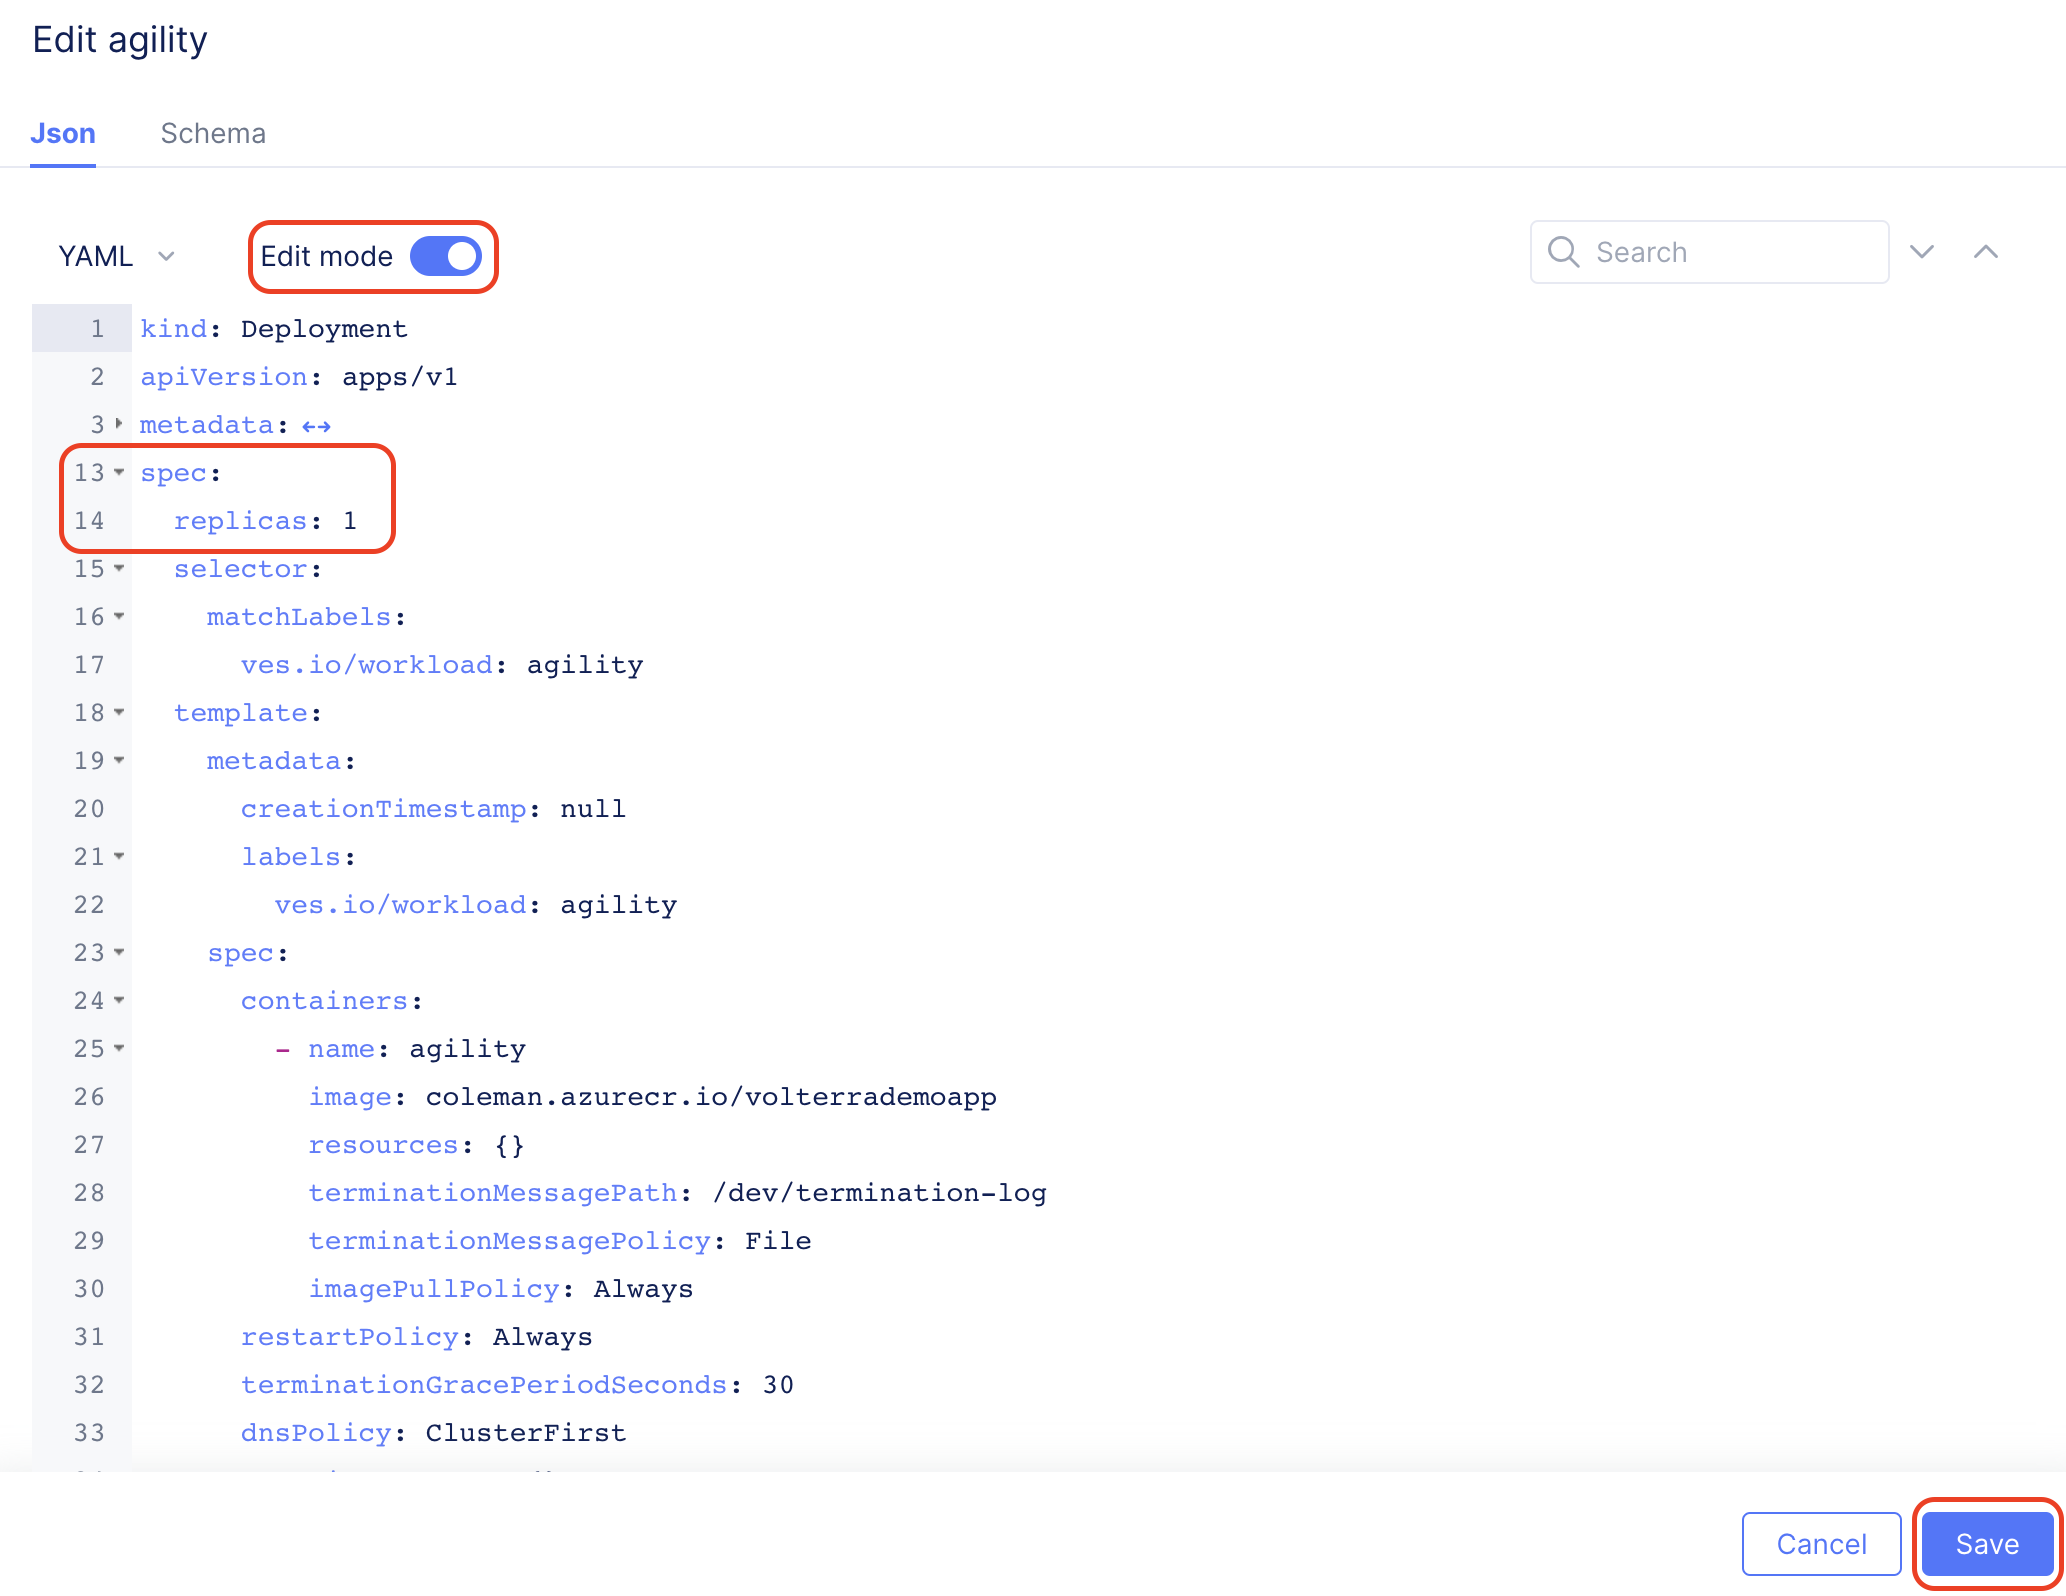 Edit agility
Json Schema
YAML Edit mode Search
1 kind: Deployment
2 apiVersion: apps/v1
3 metadata: ↔
13 spec:
14 replicas: 1
15 selector:
16 matchLabels:
17 ves.io/workload: agility
18 template:
19 metadata:
20 creationTimestamp: null
21 labels:
22 ves.io/workload: agility
23 spec:
24 containers:
25 - name: agility
26 image: coleman.azurecr.io/volterrademoapp
27 resources: {}
28 terminationMessagePath: /dev/termination-log
29 terminationMessagePolicy: File
30 imagePullPolicy: Always
31 restartPolicy: Always
32 terminationGracePeriodSeconds: 30
33 dnsPolicy: ClusterFirst
Cancel Save